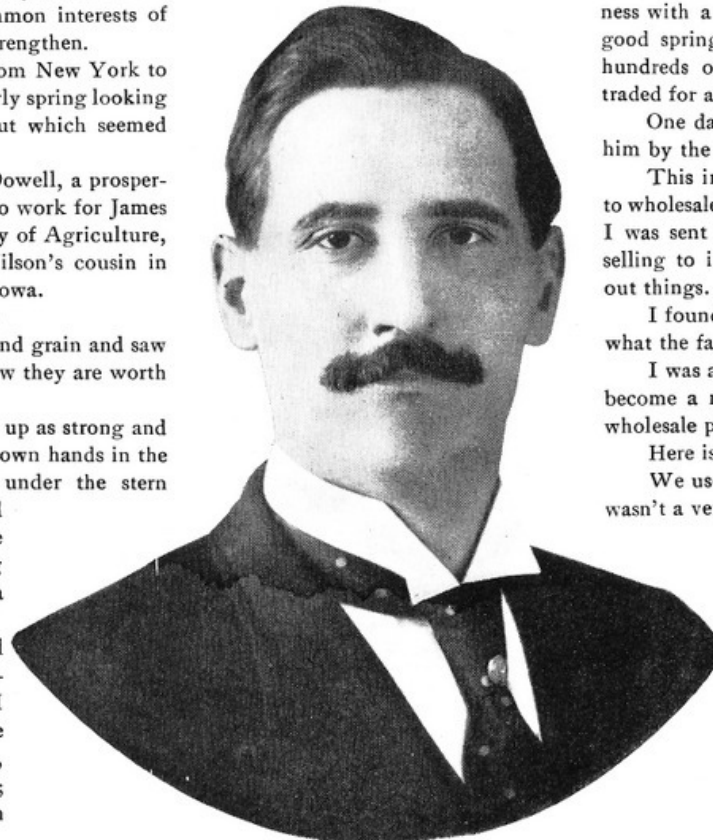 mmon interests of
rengthen.
om New York to
rly spring looking
ut which seemed
Dowell, a prosper-
o work for James
y of Agriculture,
ilson's cousin in
owa.
nd grain and saw
w they are worth
up as strong and
own hands in the
under the stern
ness with a
good spring
hundreds o
traded for a
One da
him by the
This in
to wholesale
I was sent
selling to i
out things.
I found
what the fa
I was a
become a r
wholesale p
Here is
We use
wasn't a ve